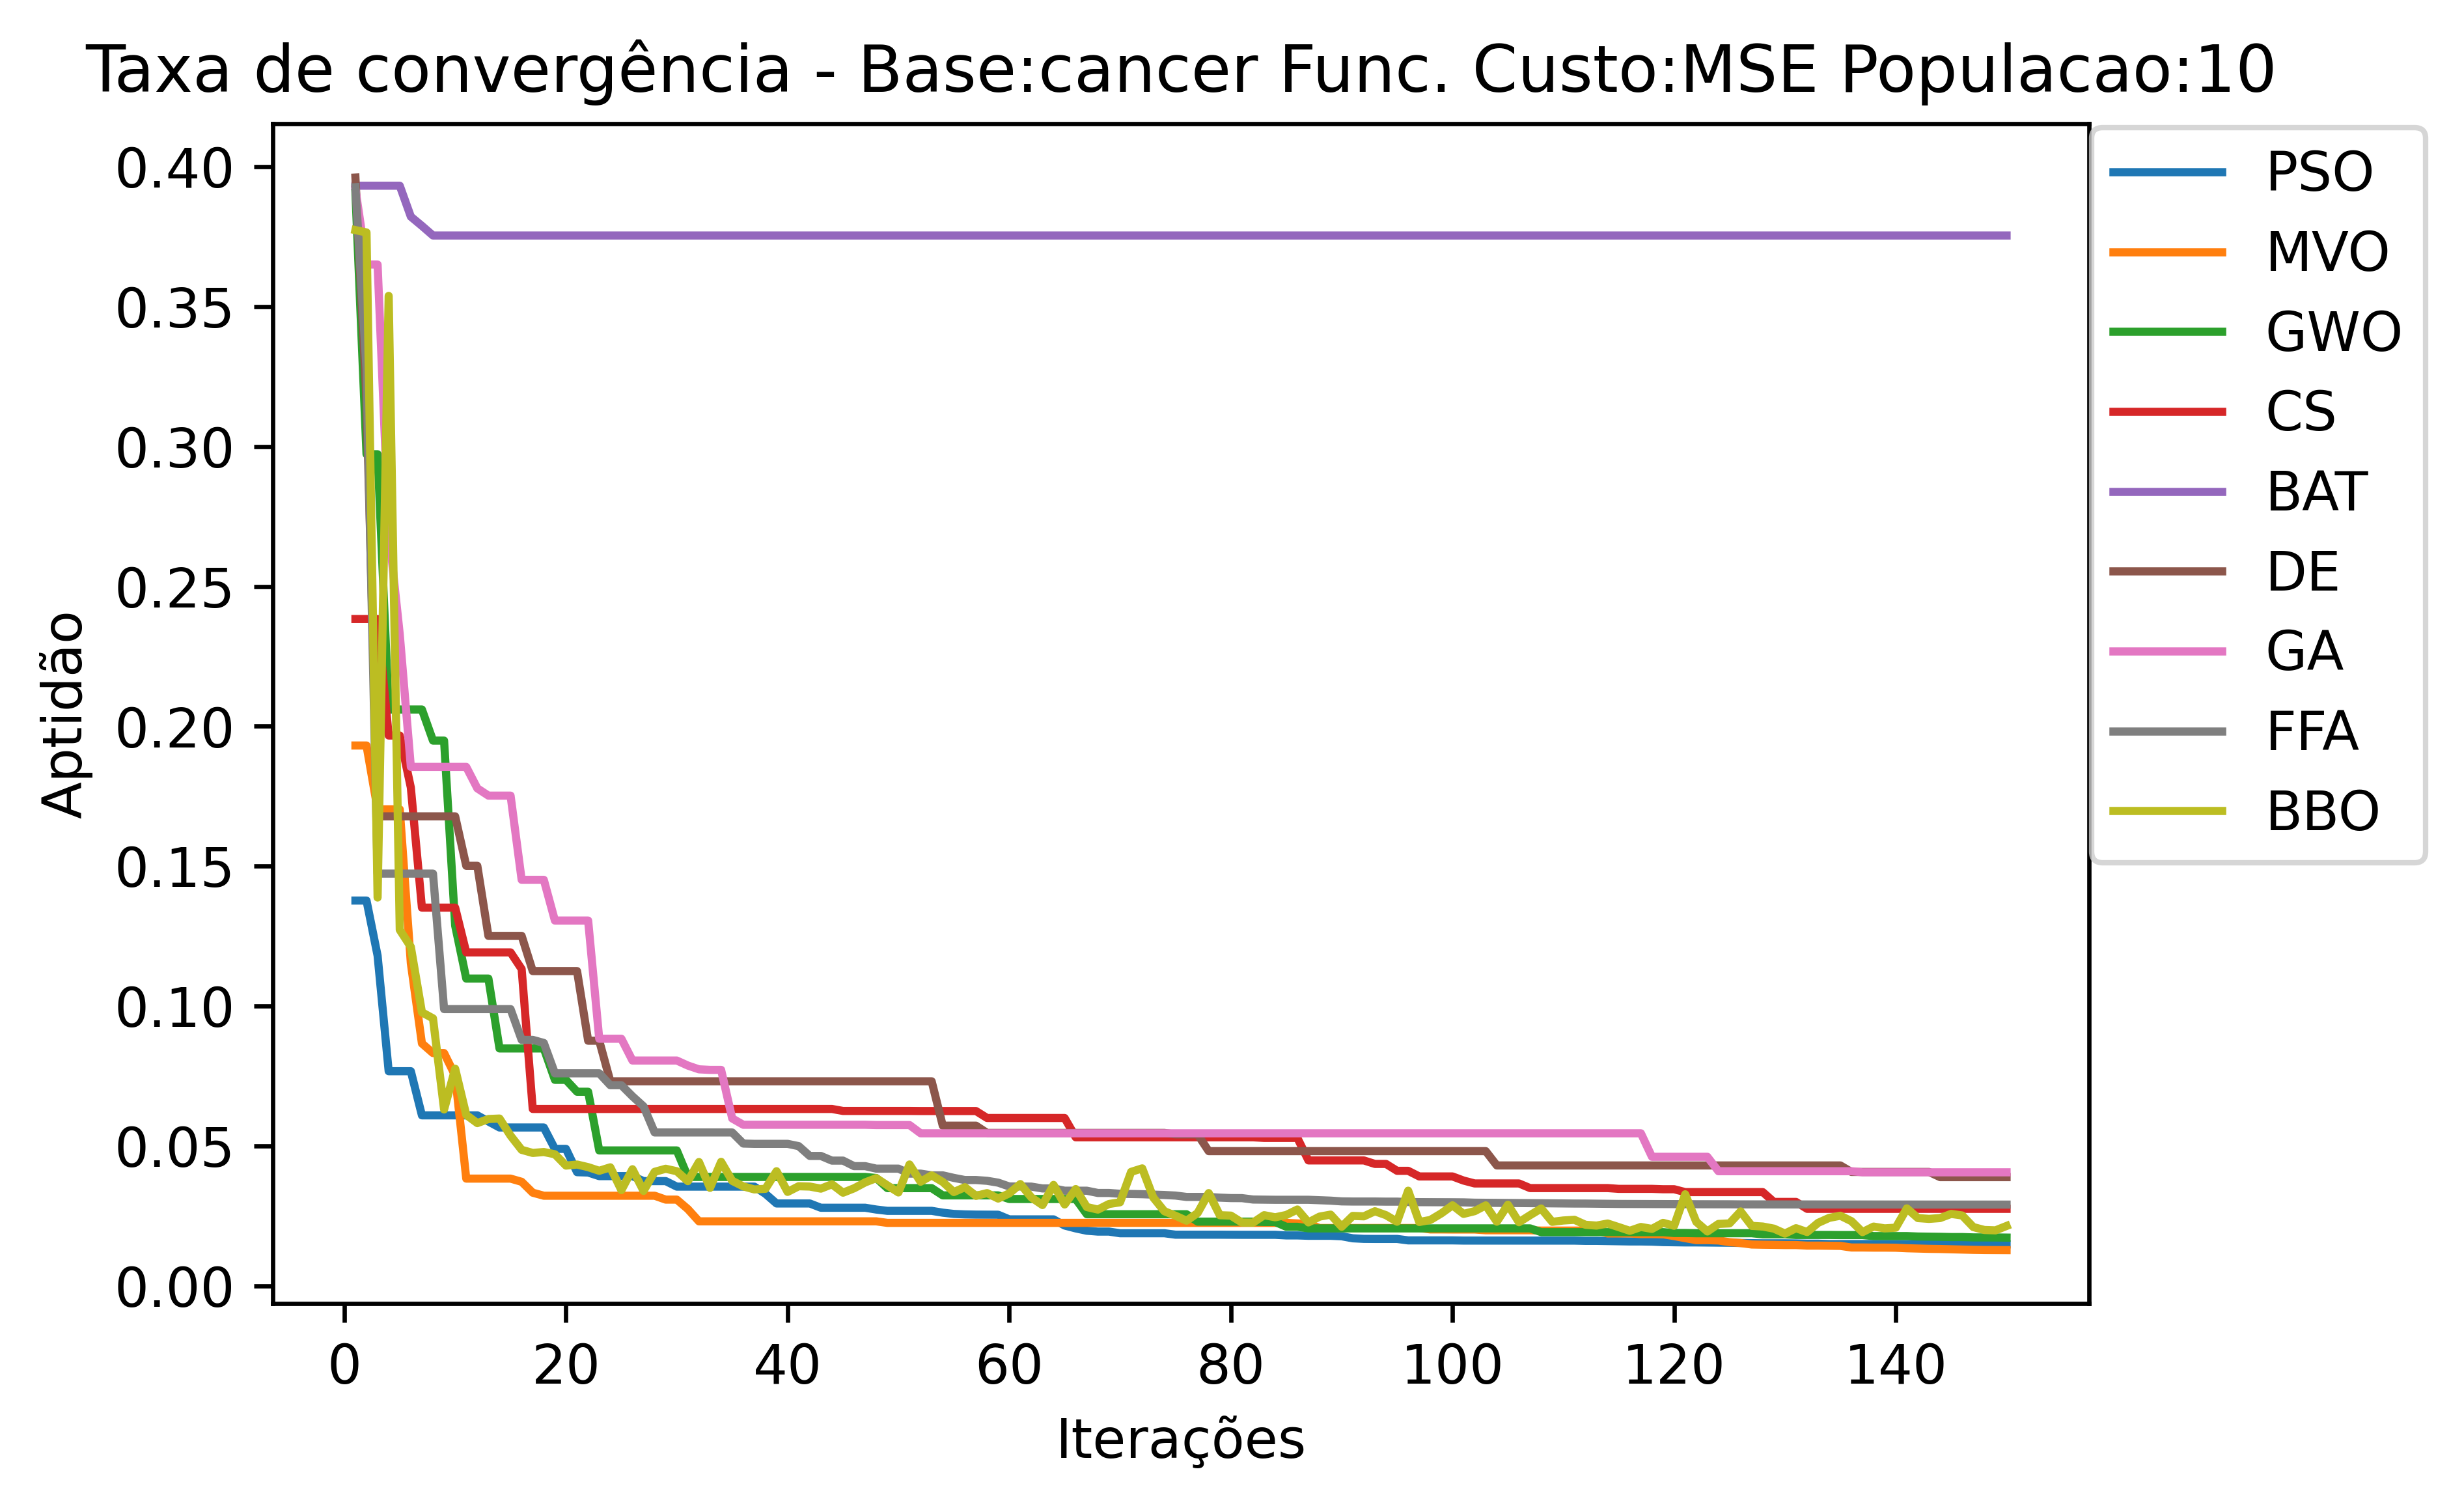 Taxa de convergência - Base:cancer Func. Custo:MSE Populacao:10
Aptidão
0.40
0.35
0.30
0.25
0.20
0.15
0.10
0.05
0.00
0 20 40 60 80 100 120 140
Iterações
PSO
MVO
GWO
CS
BAT
DE
GA
FFA
BBO